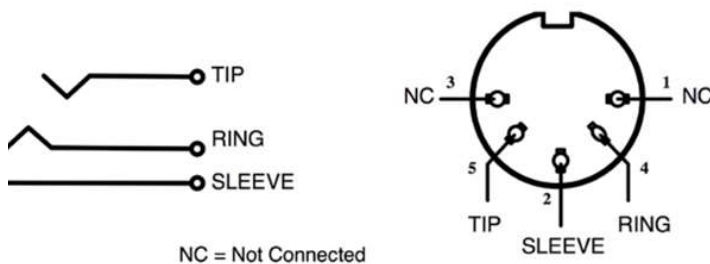 TIP
RING
SLEEVE
NC = Not Connected
NC 3 1 NC
5 4
2
TIP RING
SLEEVE